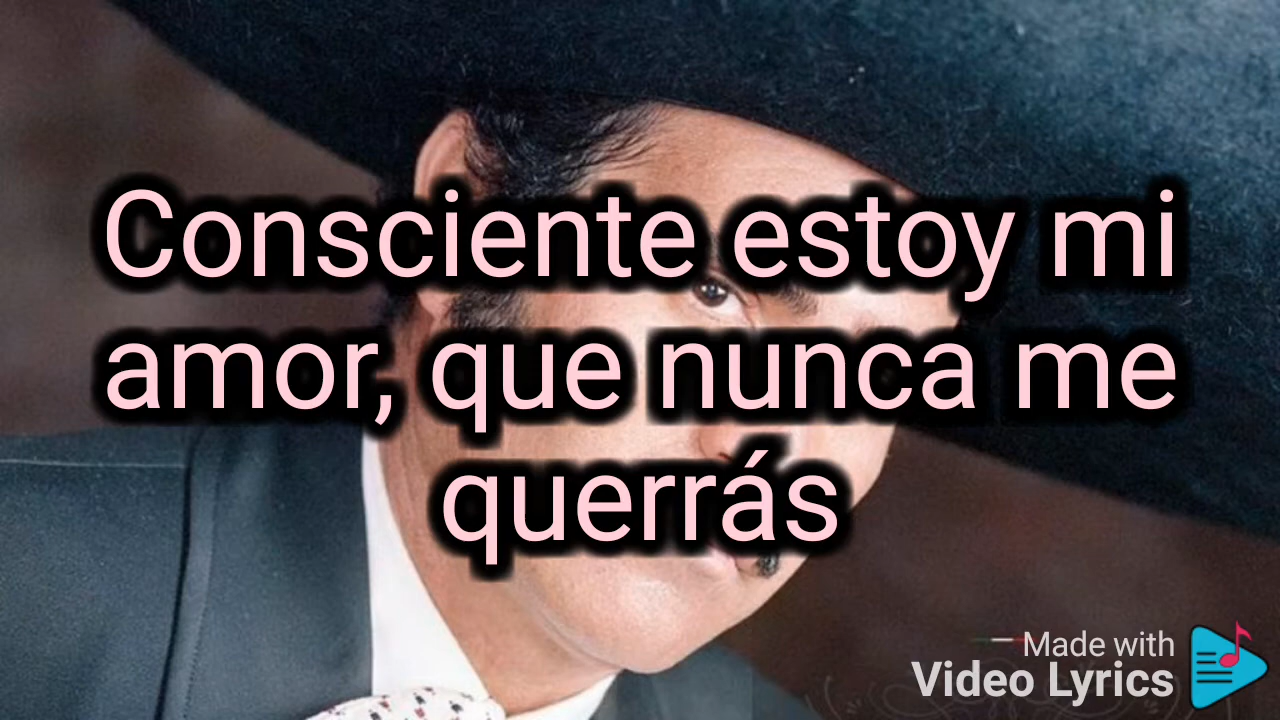 Consciente estoy mi
amor, que nunca me
querrás
Made with
Video Lyrics